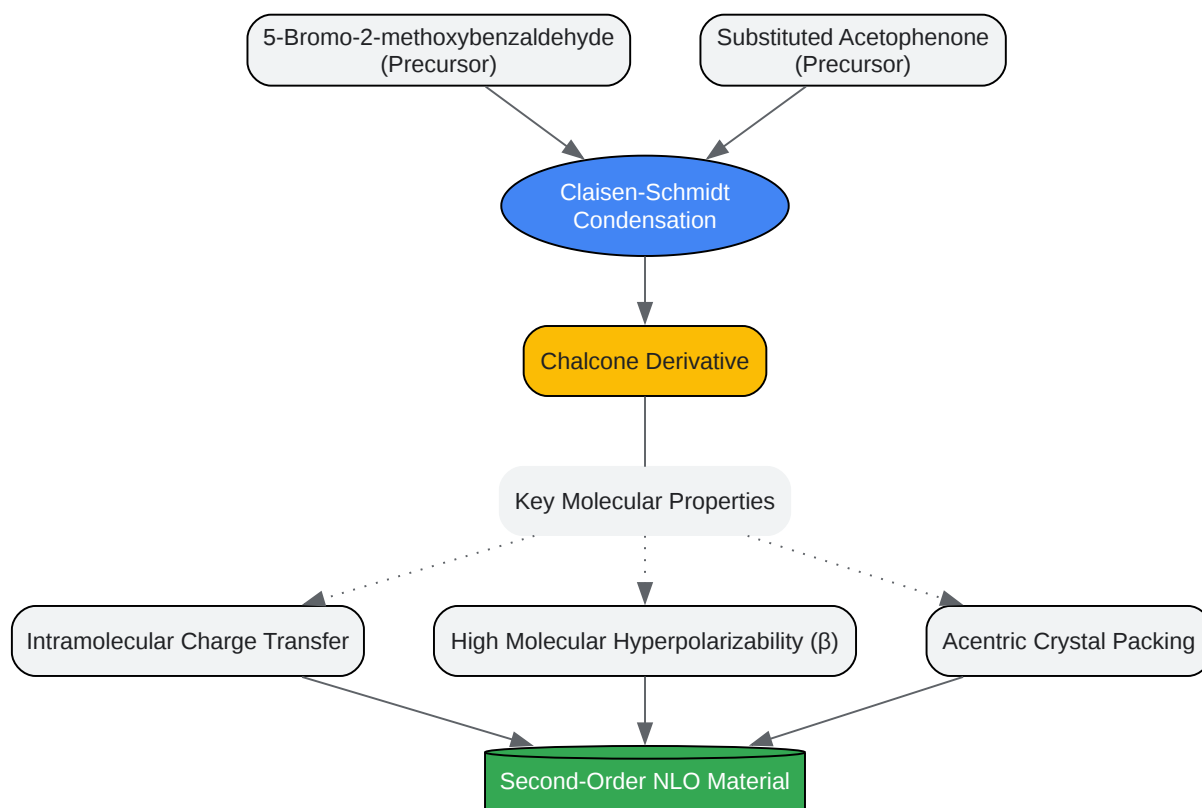 5-Bromo-2-methoxybenzaldehyde
(Precursor)
Substituted Acetophenone
(Precursor)
Claisen-Schmidt
Condensation
Chalcone Derivative
Key Molecular Properties
Intramolecular Charge Transfer
High Molecular Hyperpolarizability (β)
Acentric Crystal Packing
Second-Order NLO Material